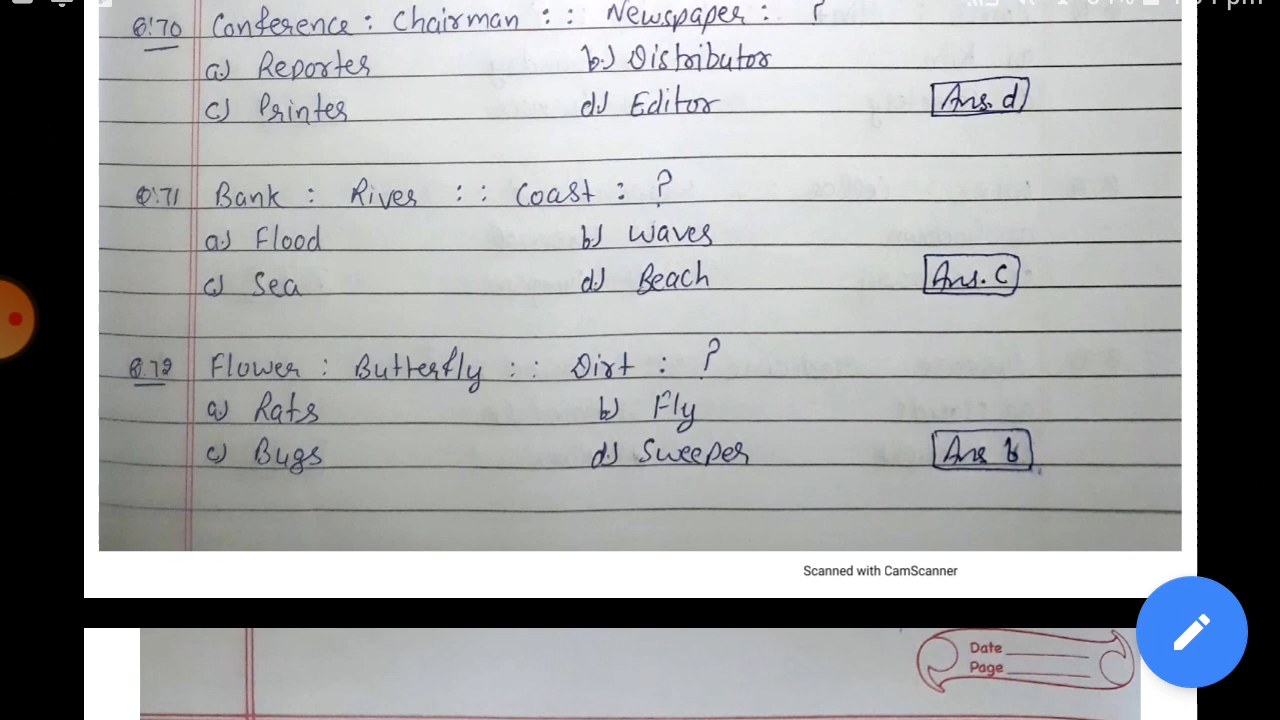 Q.70 Conference : Chairman : : Newspaper : ?
a.) Reporter b.) Distributor
c.) Printer d.) Editor Ans. d
Q.71 Bank : River : : Coast : ?
a.) Flood b.) Waves
c.) Sea d.) Beach Ans. c
Q.72 Flower : Butterfly : : Dirt : ?
a.) Rats b.) Fly
c.) Bugs d.) Sweeper Ans b
Scanned with CamScanner
Date
Page